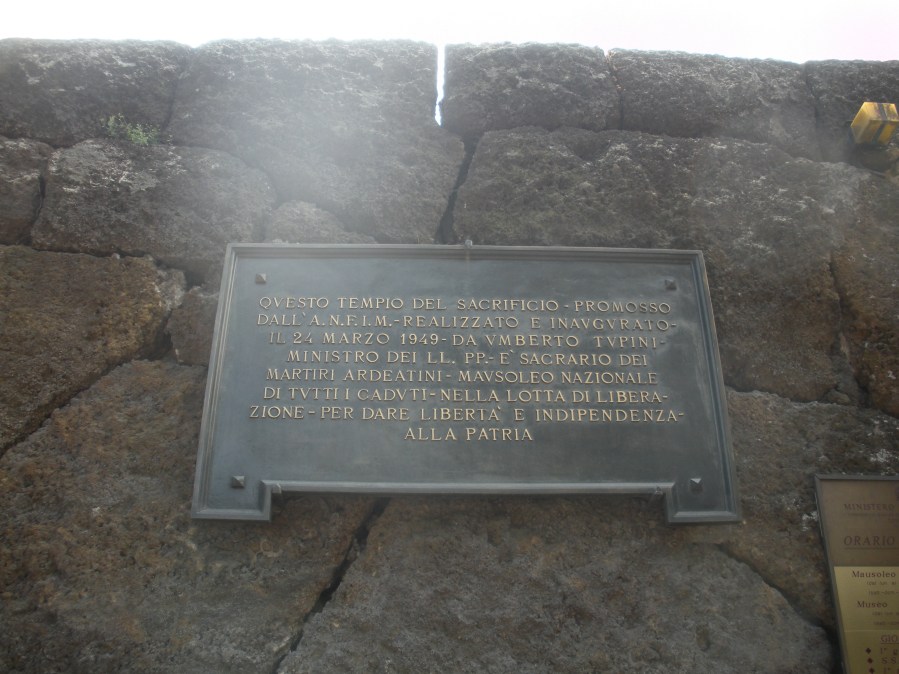 QVESTO TEMPIO DEL SACRIFICIO - PROMOSSO
DALL'A.N.F.I.M. - REALIZZATO E INAVGVRATO -
IL 24 MARZO 1949 - DA VMBERTO TVPINI -
MINISTRO DEI LL. PP. - E' SACRARIO DEI
MARTIRI ARDEATINI - MAVSOLEO NAZIONALE
DI TVTTI I CADVTI - NELLA LOTTA DI LIBERA-
ZIONE - PER DARE LIBERTA' E INDIPENDENZA -
ALLA PATRIA
MINISTERO
ORARIO
Mausoleo
Museo